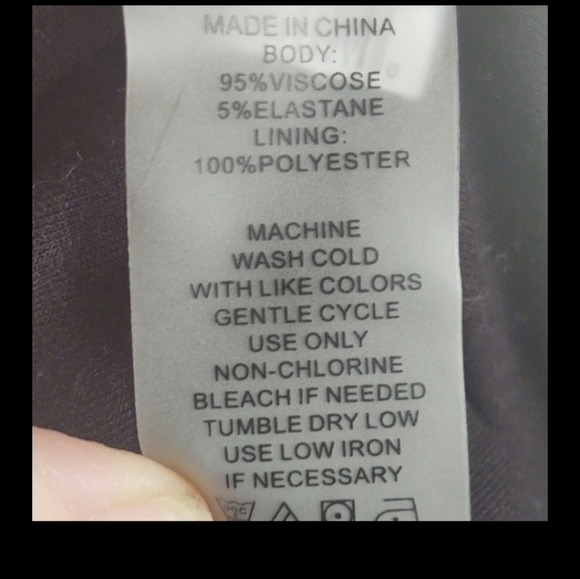 MADE IN CHINA
BODY:
95%VISCOSE
5%ELASTANE
LINING:
100%POLYESTER
MACHINE
WASH COLD
WITH LIKE COLORS
GENTLE CYCLE
USE ONLY
NON-CHLORINE
BLEACH IF NEEDED
TUMBLE DRY LOW
USE LOW IRON
IF NECESSARY